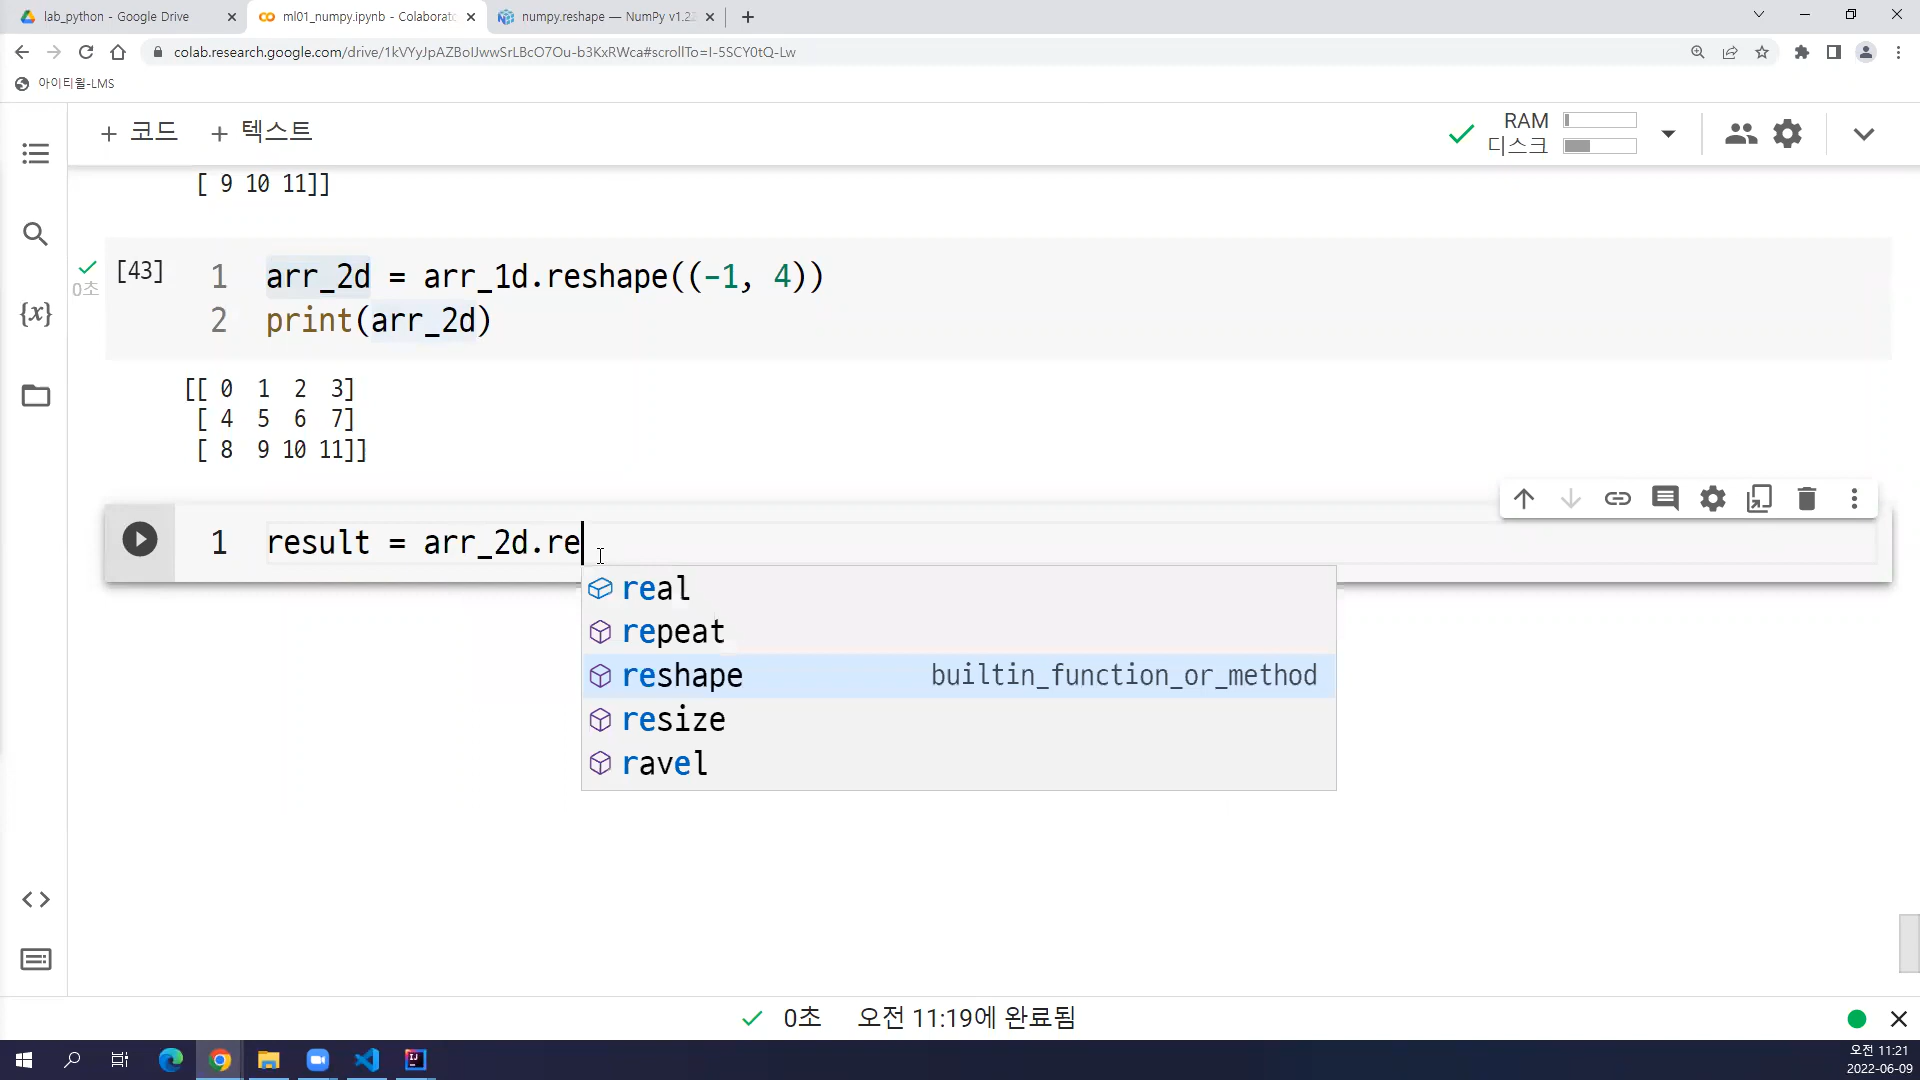 lab_python - Google Drive
ml01_numpy.ipynb - Colaborato
numpy.reshape — NumPy v1.2
colab.research.google.com/drive/1kVYyJpAZBoIJwwSrLBcO7Ou-b3KxRWca#scrollTo=I-5SCY0tQ-Lw
아이티윌-LMS
+ 코드 + 텍스트
RAM
디스크
[ 9 10 11]]
[43]
0초
1 arr_2d = arr_1d.reshape((-1, 4))
2 print(arr_2d)
{x}
[[ 0 1 2 3]
[ 4 5 6 7]
[ 8 9 10 11]]
1 result = arr_2d.re
real
repeat
reshape builtin_function_or_method
resize
ravel
0초 오전 11:19에 완료됨
오전 11:21
2022-06-09